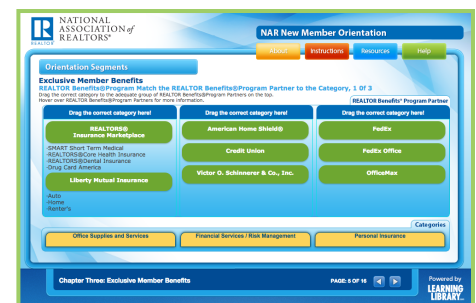 NATIONAL
ASSOCIATION of
REALTORS®
REALTOR
NAR New Member Orientation
About
Instructions
Resources
Help
Orientation Segments
Exclusive Member Benefits
REALTOR Benefits®Program Match the REALTOR Benefits®Program Partner to the Category, 1 0f 3
Drag the correct category to the adequate group of REALTOR Benefits®Program Partners on the top.
Hover over REALTOR Benefits®Program Partners for more information.
REALTOR Benefits® Program Partner
Drag the correct category here!
Drag the correct category here!
Drag the correct category here!
REALTORS®
Insurance Marketplace
-SMART Short Term Medical
-REALTORS®Core Health Insurance
-REALTORS®Dental Insurance
-Drug Card America
Liberty Mutual Insurance
-Auto
-Home
-Renter's
American Home Shield®
Credit Union
Victor O. Schinnerer & Co., Inc.
FedEx
FedEx Office
OfficeMax
Categories
Office Supplies and Services
Financial Services / Risk Management
Personal Insurance
Chapter Three: Exclusive Member Benefits
PAGE: 5 OF 16
Powered by
LEARNING
LIBRARY